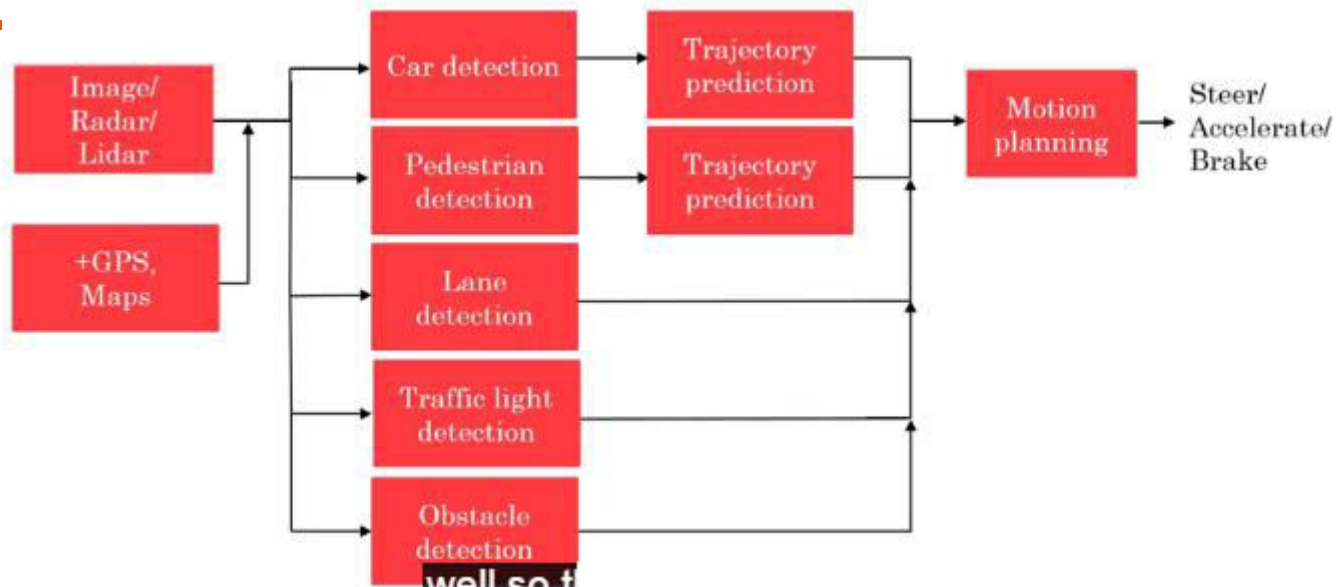 Image/
Radar/
Lidar
+GPS,
Maps
Car detection
Pedestrian
detection
Lane
detection
Traffic light
detection
Obstacle
detection
well so t
Trajectory
prediction
Trajectory
prediction
Motion
planning
Steer/
Accelerate/
Brake